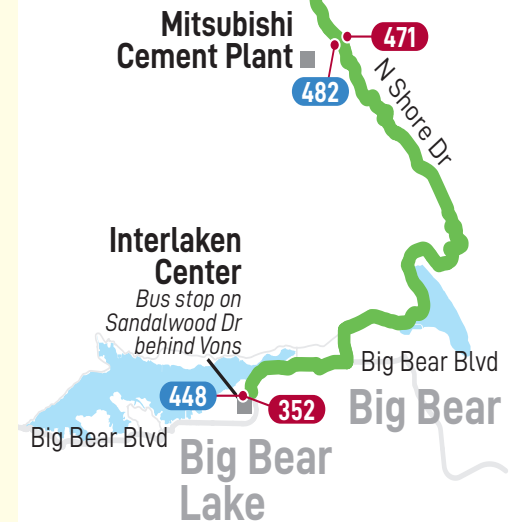 Mitsubishi
Cement Plant
471
482
N Shore Dr
Interlaken
Center
Bus stop on
Sandalwood Dr
behind Vons
Big Bear Blvd
448
352
Big Bear
Big Bear Blvd
Big Bear
Lake